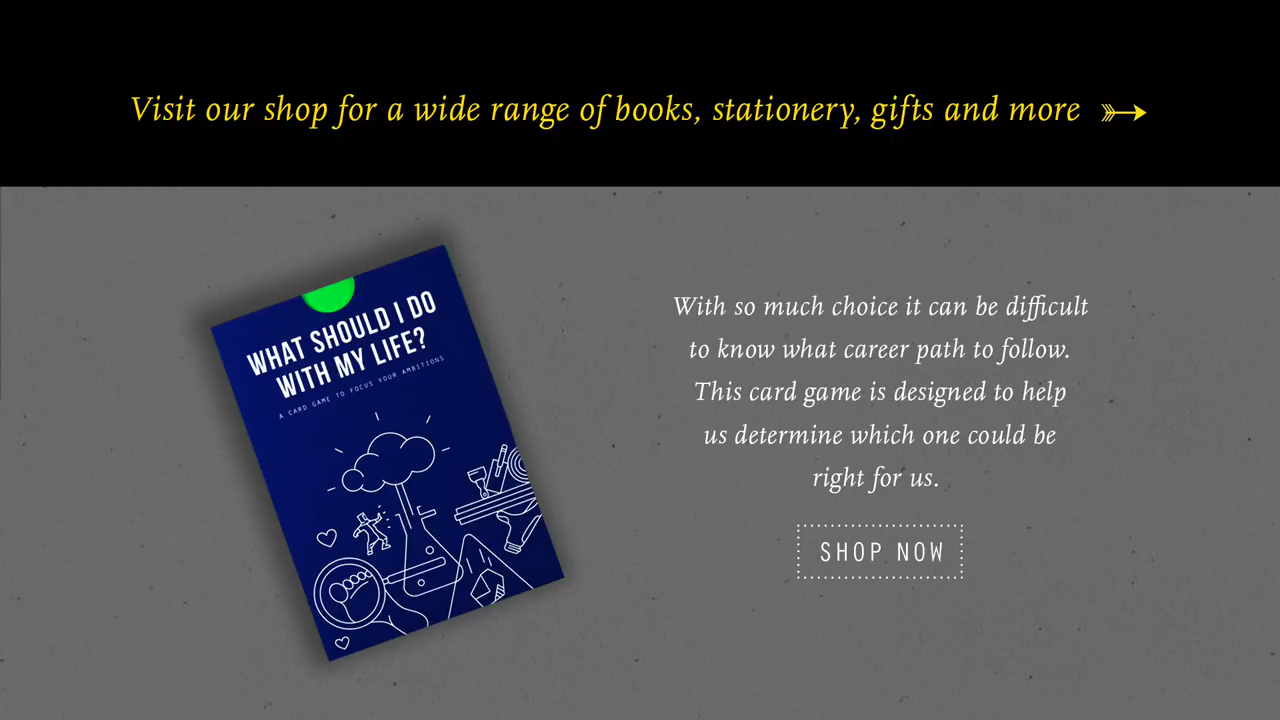 Visit our shop for a wide range of books, stationery, gifts and more
WHAT SHOULD I DO
WITH MY LIFE?
A CARD GAME TO FOCUS YOUR AMBITIONS
With so much choice it can be difficult
to know what career path to follow.
This card game is designed to help
us determine which one could be
right for us.
SHOP NOW